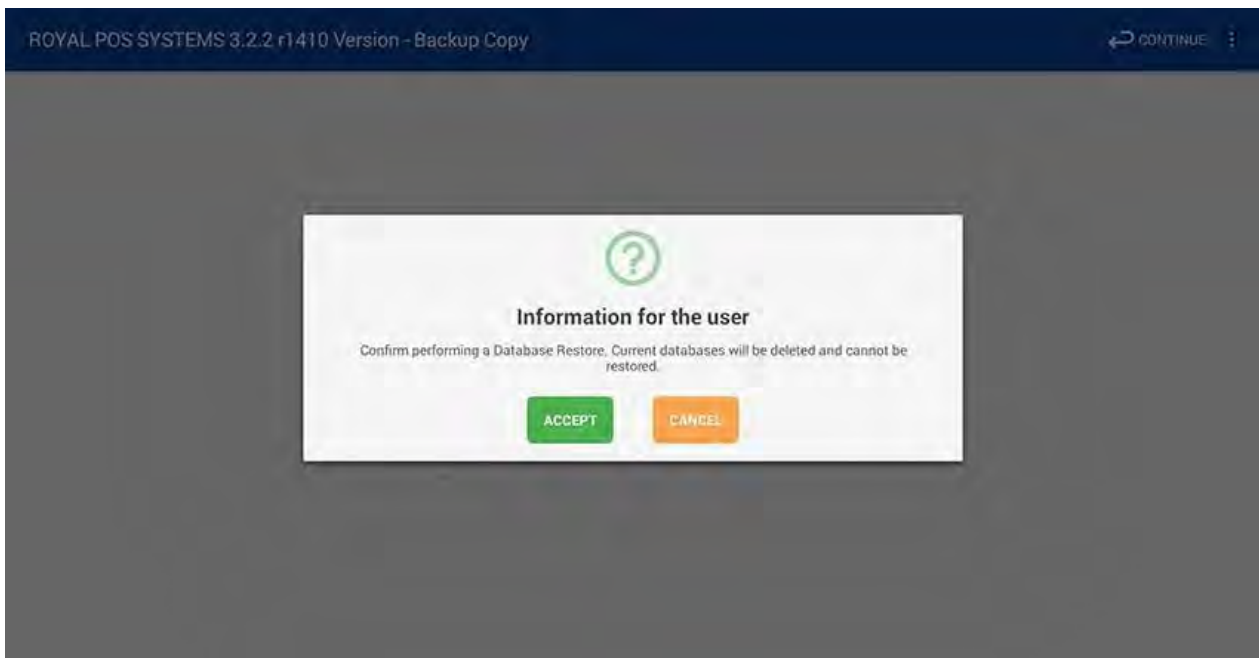 ROYAL POS SYSTEMS 3.2.2 r1410 Version - Backup Copy
CONTINUE
Information for the user
Confirm performing a Database Restore. Current databases will be deleted and cannot be
restored.
ACCEPT
CANCEL